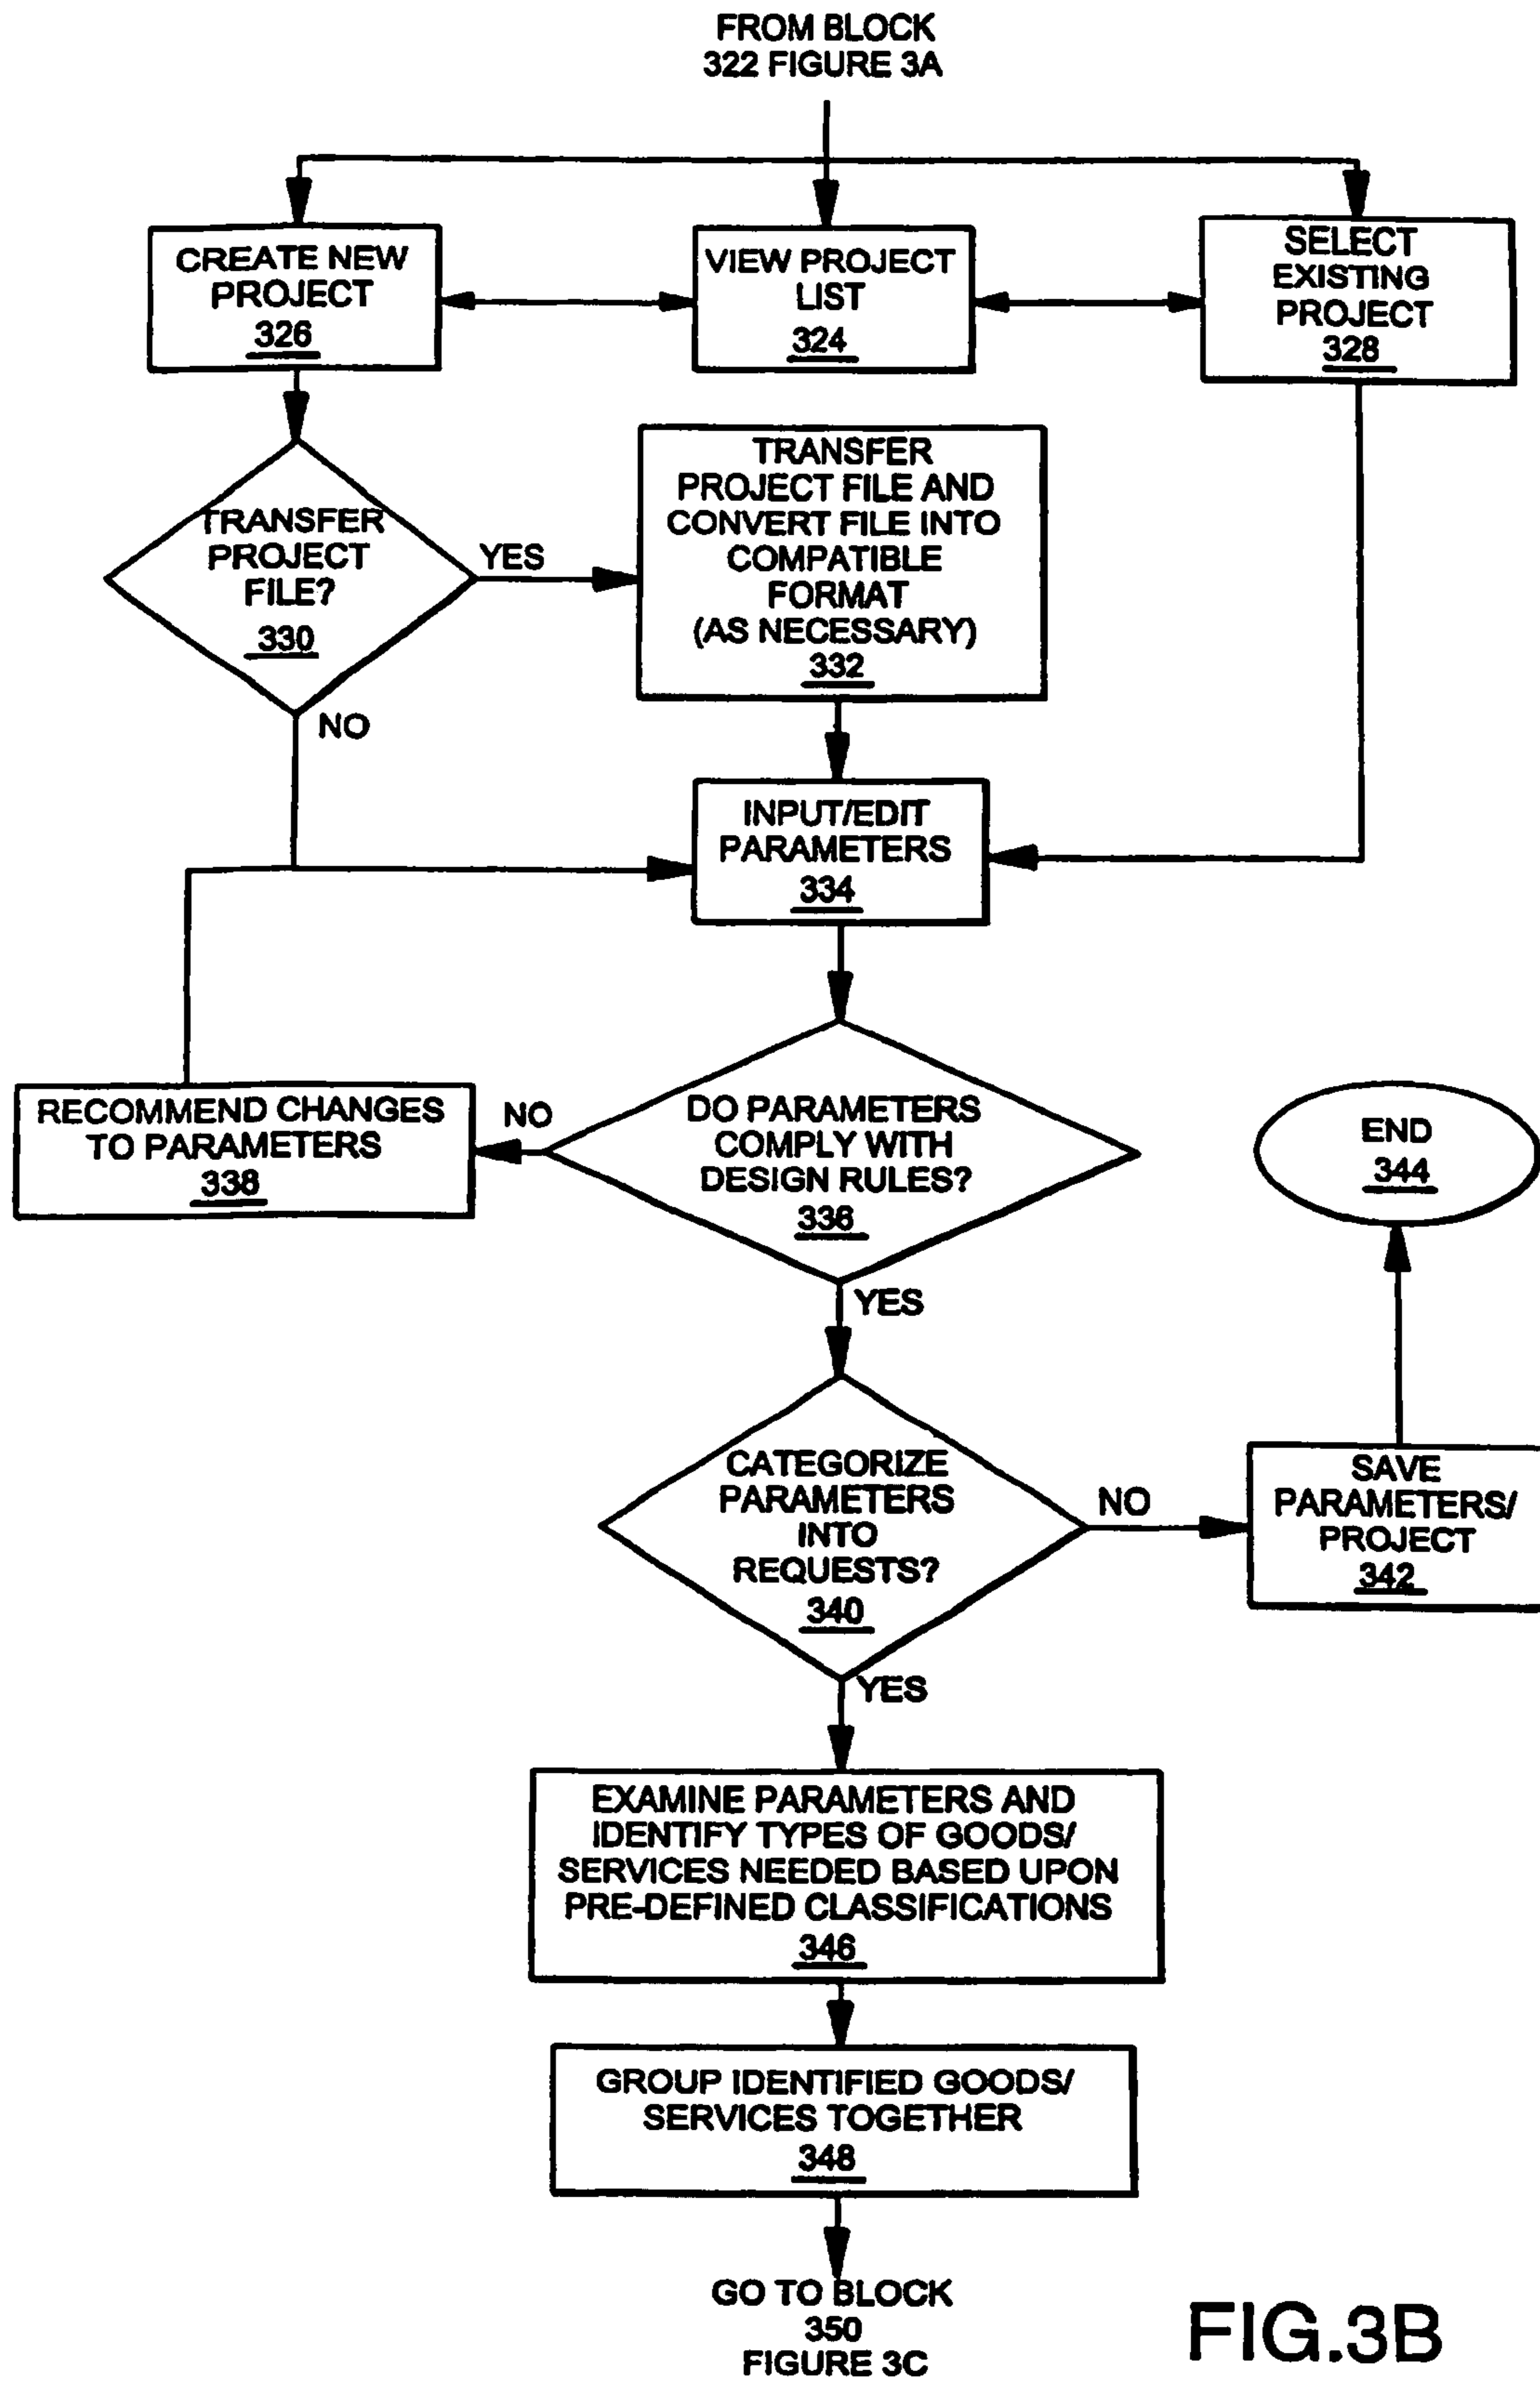 FROM BLOCK
322 FIGURE 3A
CREATE NEW
PROJECT
326
VIEW PROJECT
LIST
324
SELECT
EXISTING
PROJECT
328
TRANSFER
PROJECT
FILE?
330
YES
NO
TRANSFER
PROJECT FILE AND
CONVERT FILE INTO
COMPATIBLE
FORMAT
(AS NECESSARY)
332
INPUT/EDIT
PARAMETERS
334
RECOMMEND CHANGES
TO PARAMETERS
338
NO
DO PARAMETERS
COMPLY WITH
DESIGN RULES?
336
YES
END
344
CATEGORIZE
PARAMETERS
INTO
REQUESTS?
340
NO
YES
SAVE
PARAMETERS/
PROJECT
342
EXAMINE PARAMETERS AND
IDENTIFY TYPES OF GOODS/
SERVICES NEEDED BASED UPON
PRE-DEFINED CLASSIFICATIONS
346
GROUP IDENTIFIED GOODS/
SERVICES TOGETHER
348
GO TO BLOCK
350
FIGURE 3C
FIG.3B